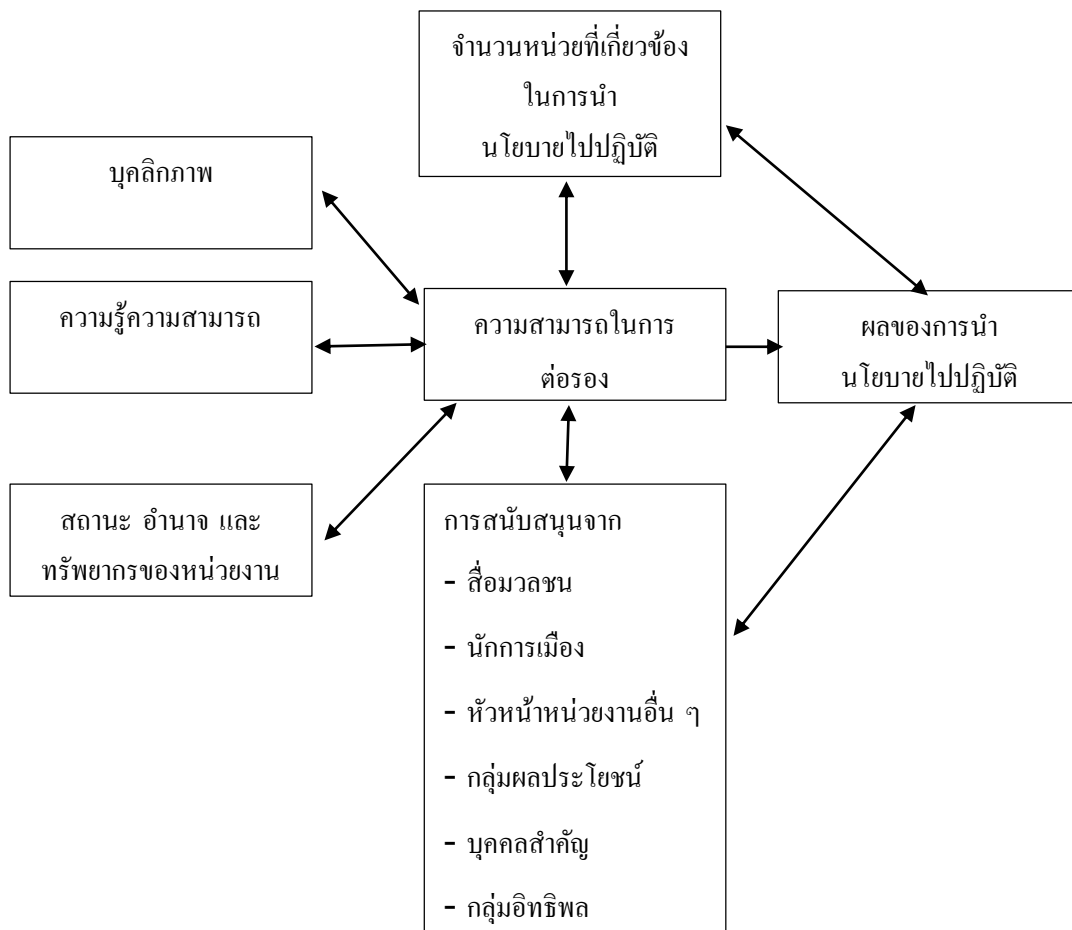 จำนวนหน่วยที่เกี่ยวข้อง
ในการนำ
นโยบายไปปฏิบัติ
บุคลิกภาพ
ความรู้ความสามารถ
ความสามารถในการ
ต่อรอง
ผลของการนำ
นโยบายไปปฏิบัติ
สถานะ อำนาจ และ
ทรัพยากรของหน่วยงาน
การสนับสนุนจาก
- สื่อมวลชน
- นักการเมือง
- หัวหน้าหน่วยงานอื่น ๆ
- กลุ่มผลประโยชน์
- บุคคลสำคัญ
- กลุ่มอิทธิพล